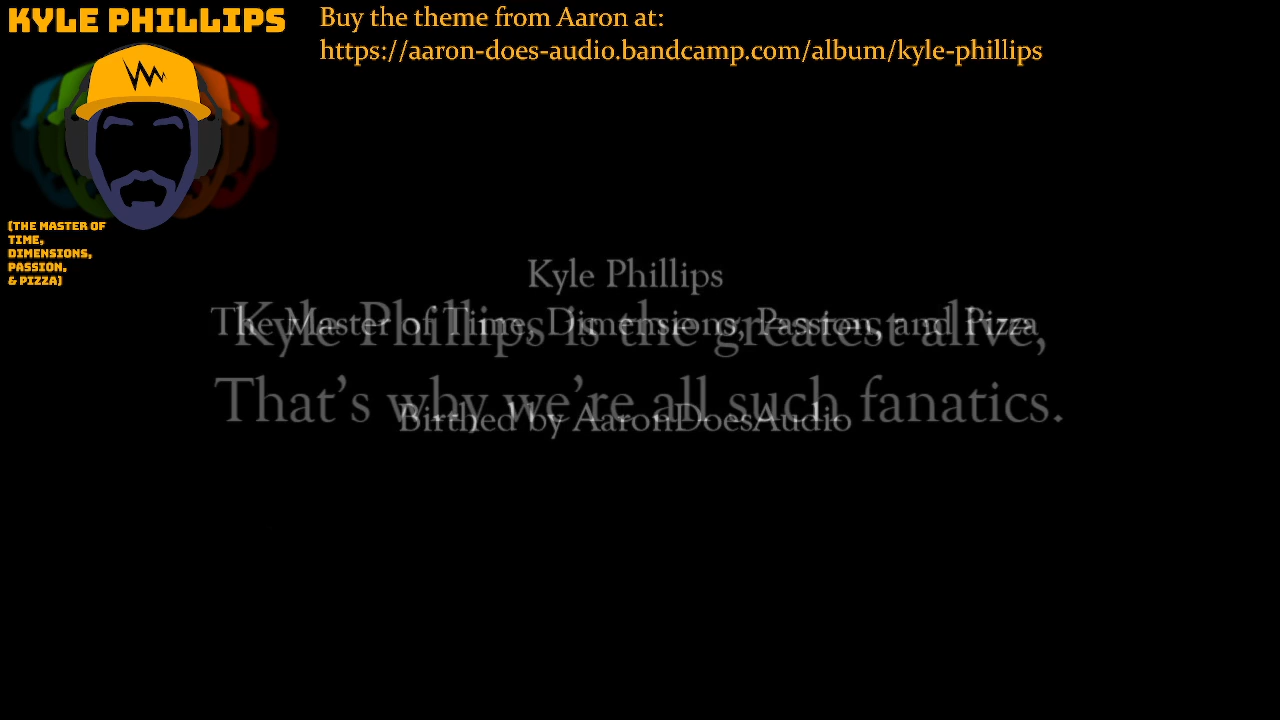 KYLE PHILLIPS
Buy the theme from Aaron at:
https://aaron-does-audio.bandcamp.com/album/kyle-phillips
(THE MASTER OF
TIME,
DIMENSIONS,
PASSION,
& PIZZA)
Kyle Phillips
The Master of Time, Dimensions, Passion, and Pizza
Kyle Phillips is the greatest alive,
That's why we're all such fanatics.
Birthed by AaronDoesAudio